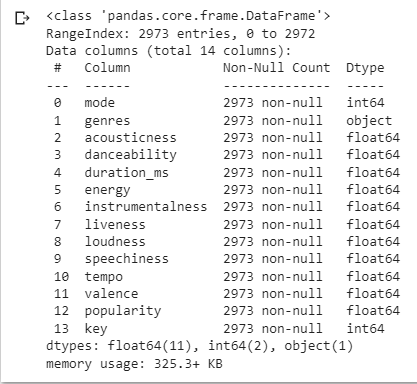 <class 'pandas.core.frame.DataFrame'>
RangeIndex: 2973 entries, 0 to 2972
Data columns (total 14 columns):
 #   Column            Non-Null Count  Dtype
---  ------            --------------  -----
 0   mode              2973 non-null   int64
 1   genres            2973 non-null   object
 2   acousticness      2973 non-null   float64
 3   danceability      2973 non-null   float64
 4   duration_ms       2973 non-null   float64
 5   energy            2973 non-null   float64
 6   instrumentalness  2973 non-null   float64
 7   liveness          2973 non-null   float64
 8   loudness          2973 non-null   float64
 9   speechiness       2973 non-null   float64
 10  tempo             2973 non-null   float64
 11  valence           2973 non-null   float64
 12  popularity        2973 non-null   float64
 13  key               2973 non-null   int64
dtypes: float64(11), int64(2), object(1)
memory usage: 325.3+ KB